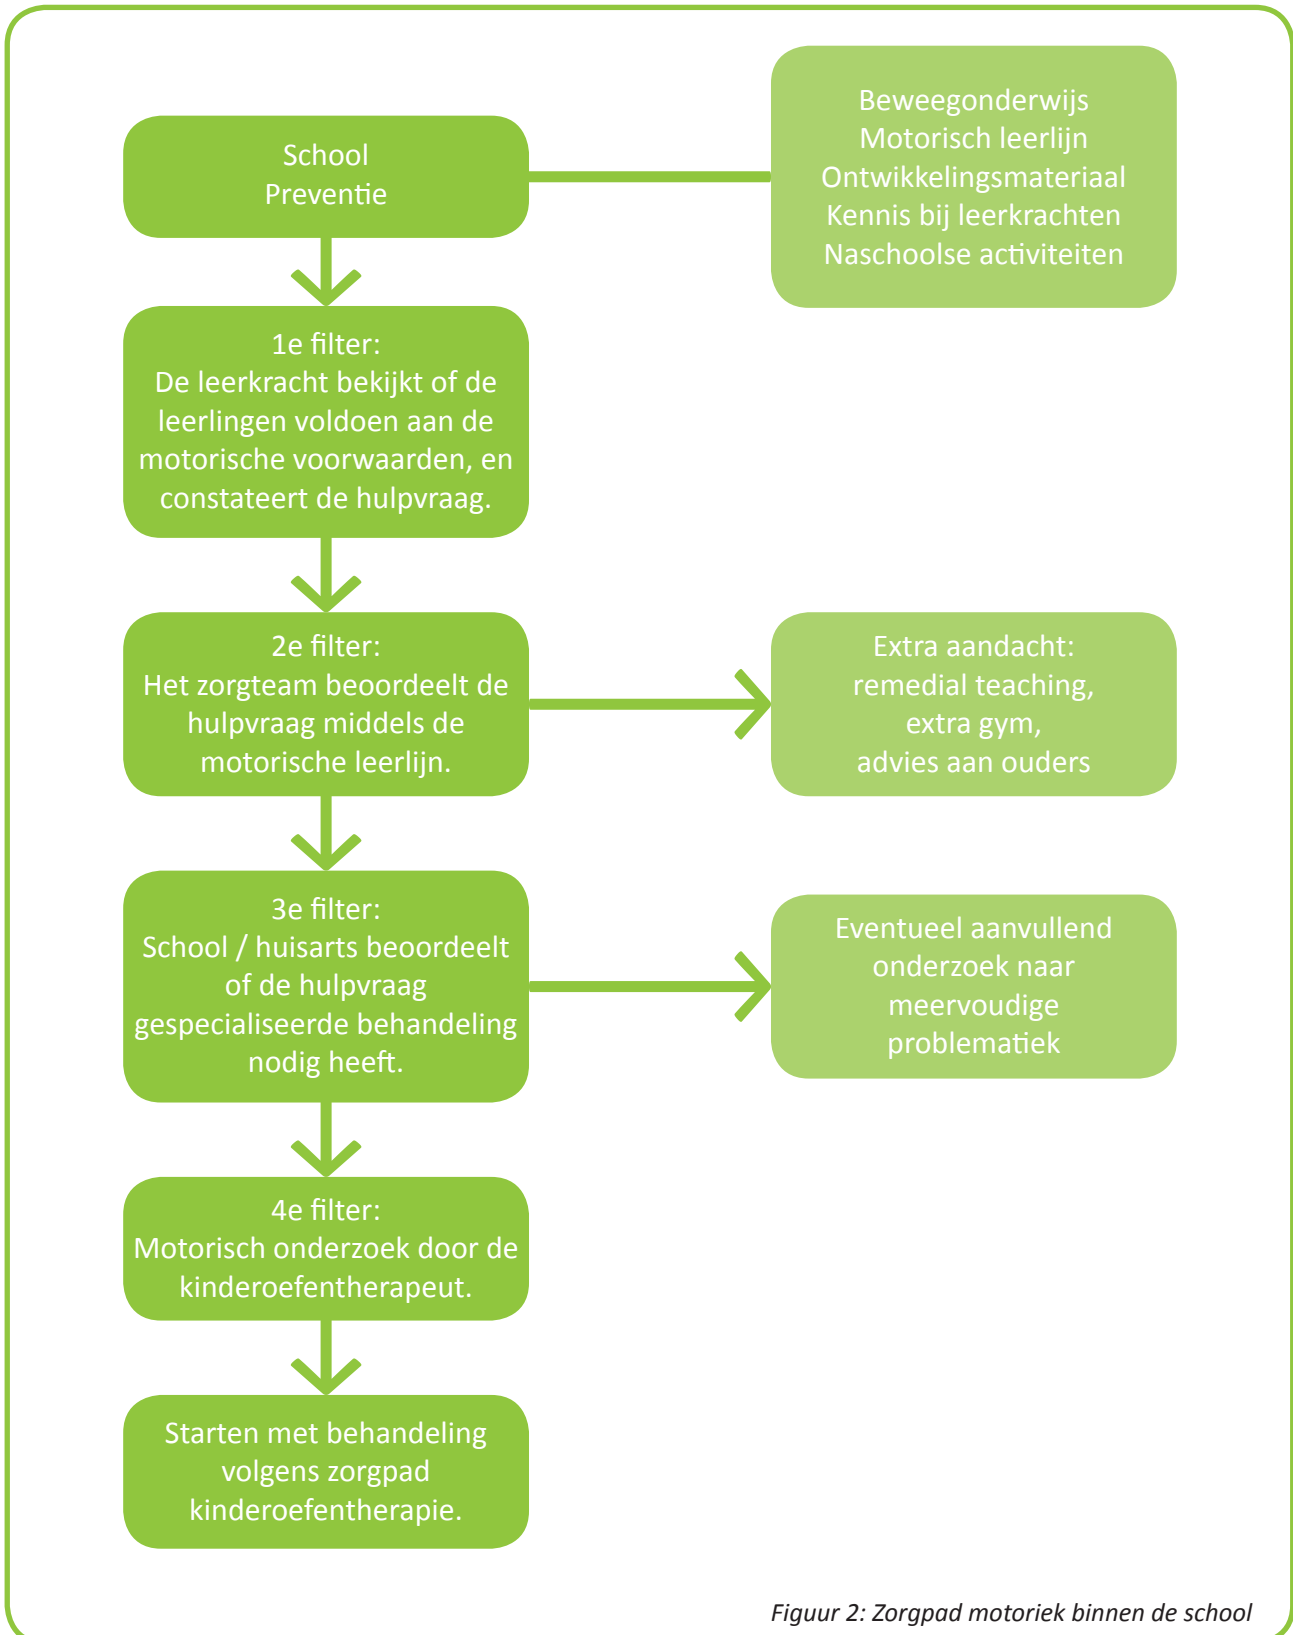 School
Preventie
Beweegonderwijs
Motorisch leerlijn
Ontwikkelingsmateriaal
Kennis bij leerkrachten
Naschoolse activiteiten
1e filter:
De leerkracht bekijkt of de
leerlingen voldoen aan de
motorische voorwaarden, en
constateert de hulpvraag.
2e filter:
Het zorgteam beoordeelt de
hulpvraag middels de
motorische leerlijn.
Extra aandacht:
remedial teaching,
extra gym,
advies aan ouders
3e filter:
School / huisarts beoordeelt
of de hulpvraag
gespecialiseerde behandeling
nodig heeft.
Eventueel aanvullend
onderzoek naar
meervoudige
problematiek
4e filter:
Motorisch onderzoek door de
kinderoefentherapeut.
Starten met behandeling
volgens zorgpad
kinderoefentherapie.
Figuur 2: Zorgpad motoriek binnen de school